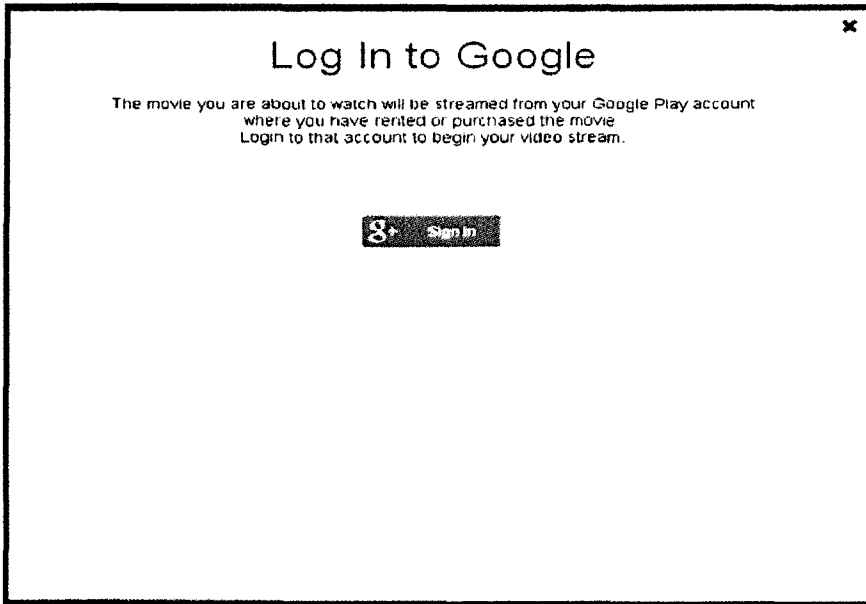 Log In to Google
The movie you are about to watch will be streamed from your Google Play account
where you have rented or purchased the movie
Login to that account to begin your video stream.
g+ Sign In